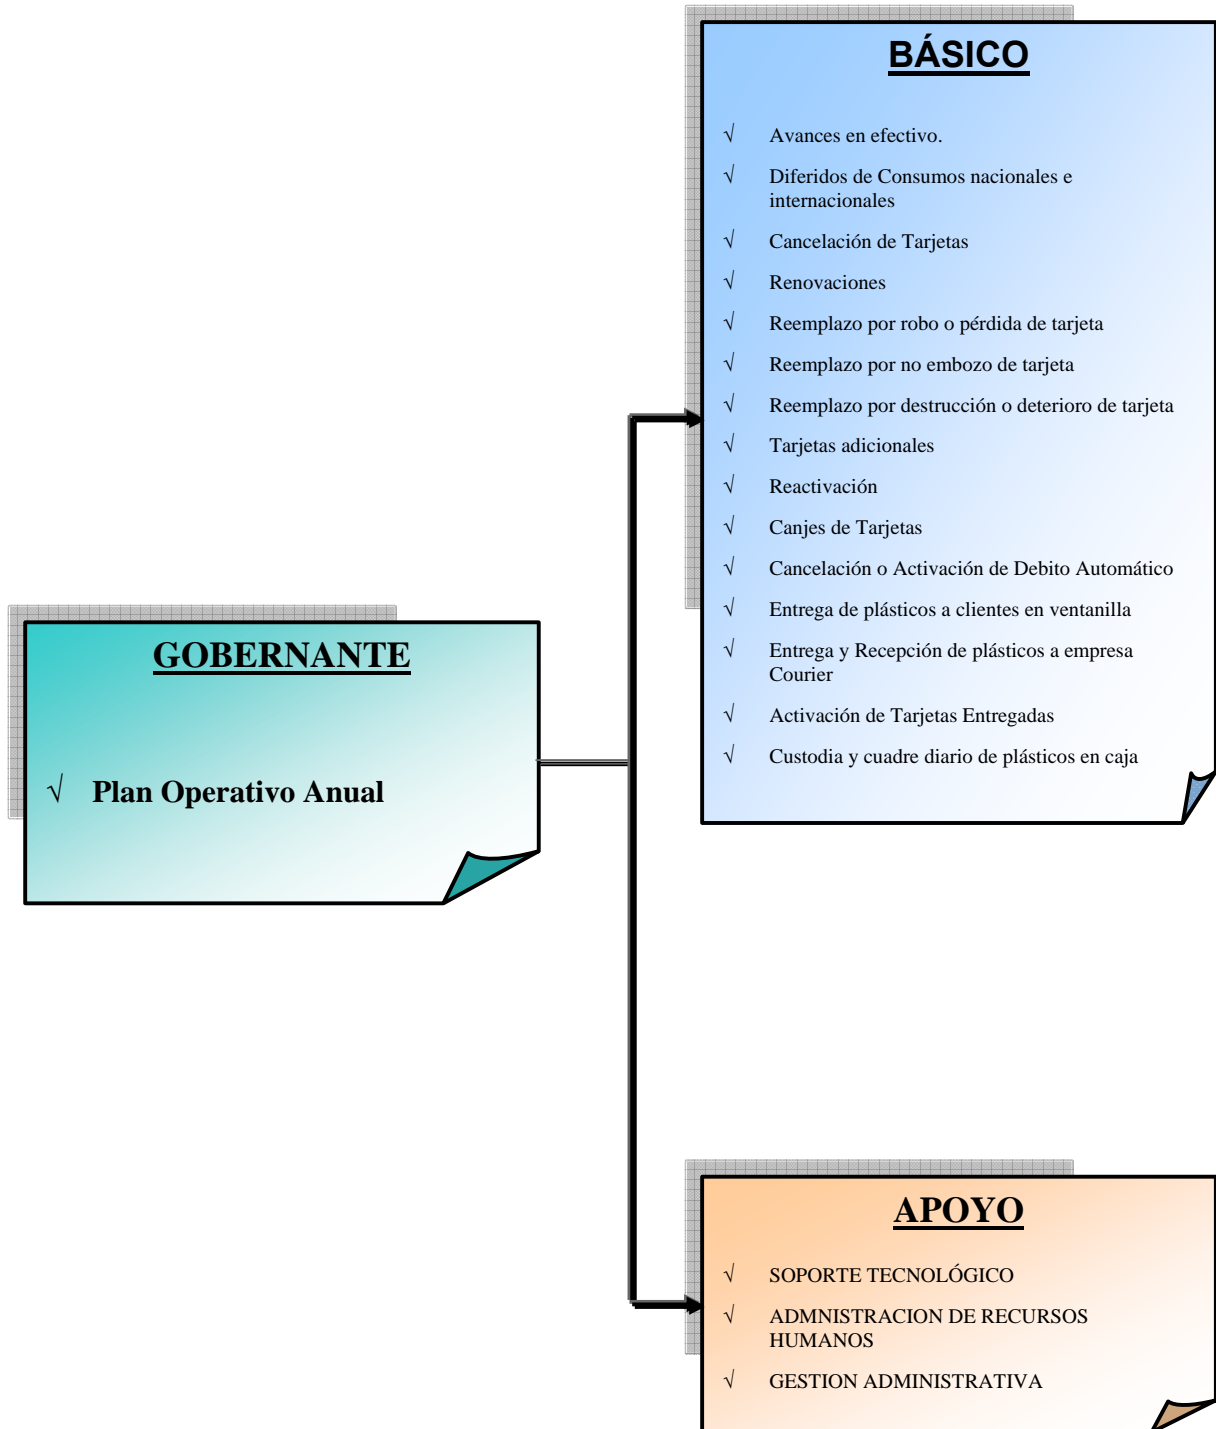 BÁSICO
√ Avances en efectivo.
√ Diferidos de Consumos nacionales e
internacionales
√ Cancelación de Tarjetas
√ Renovaciones
√ Reemplazo por robo o pérdida de tarjeta
√ Reemplazo por no embozo de tarjeta
√ Reemplazo por destrucción o deterioro de tarjeta
√ Tarjetas adicionales
√ Reactivación
√ Canjes de Tarjetas
√ Cancelación o Activación de Debito Automático
√ Entrega de plásticos a clientes en ventanilla
√ Entrega y Recepción de plásticos a empresa
Courier
√ Activación de Tarjetas Entregadas
√ Custodia y cuadre diario de plásticos en caja
GOBERNANTE
√ Plan Operativo Anual
APOYO
√ SOPORTE TECNOLÓGICO
√ ADMNISTRACION DE RECURSOS
HUMANOS
√ GESTION ADMINISTRATIVA